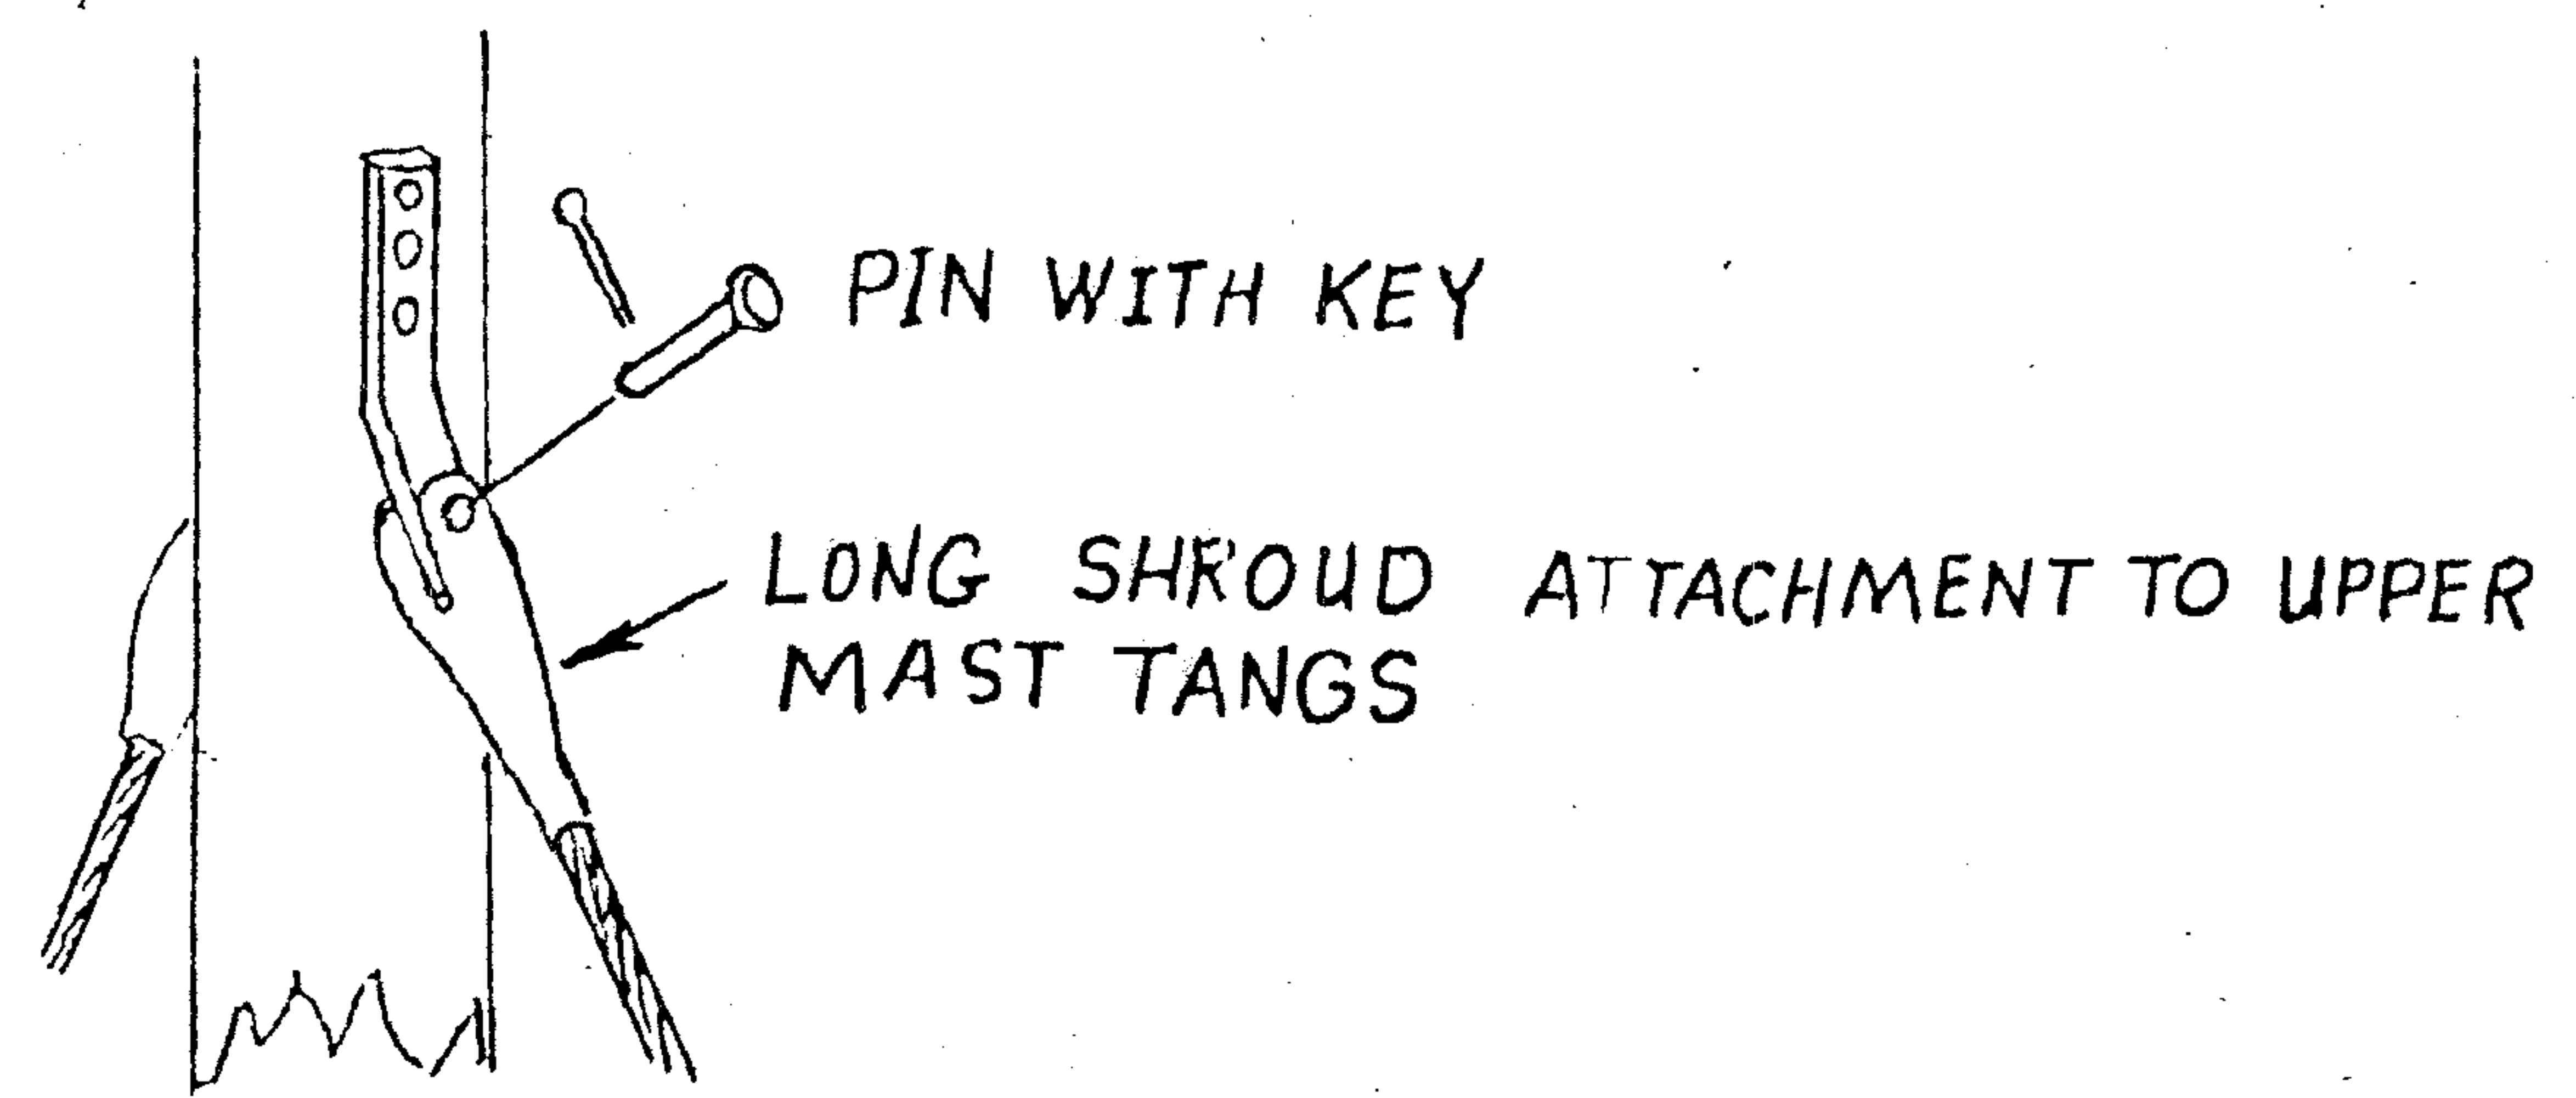 PIN WITH KEY
LONG SHROUD ATTACHMENT TO UPPER
MAST TANGS